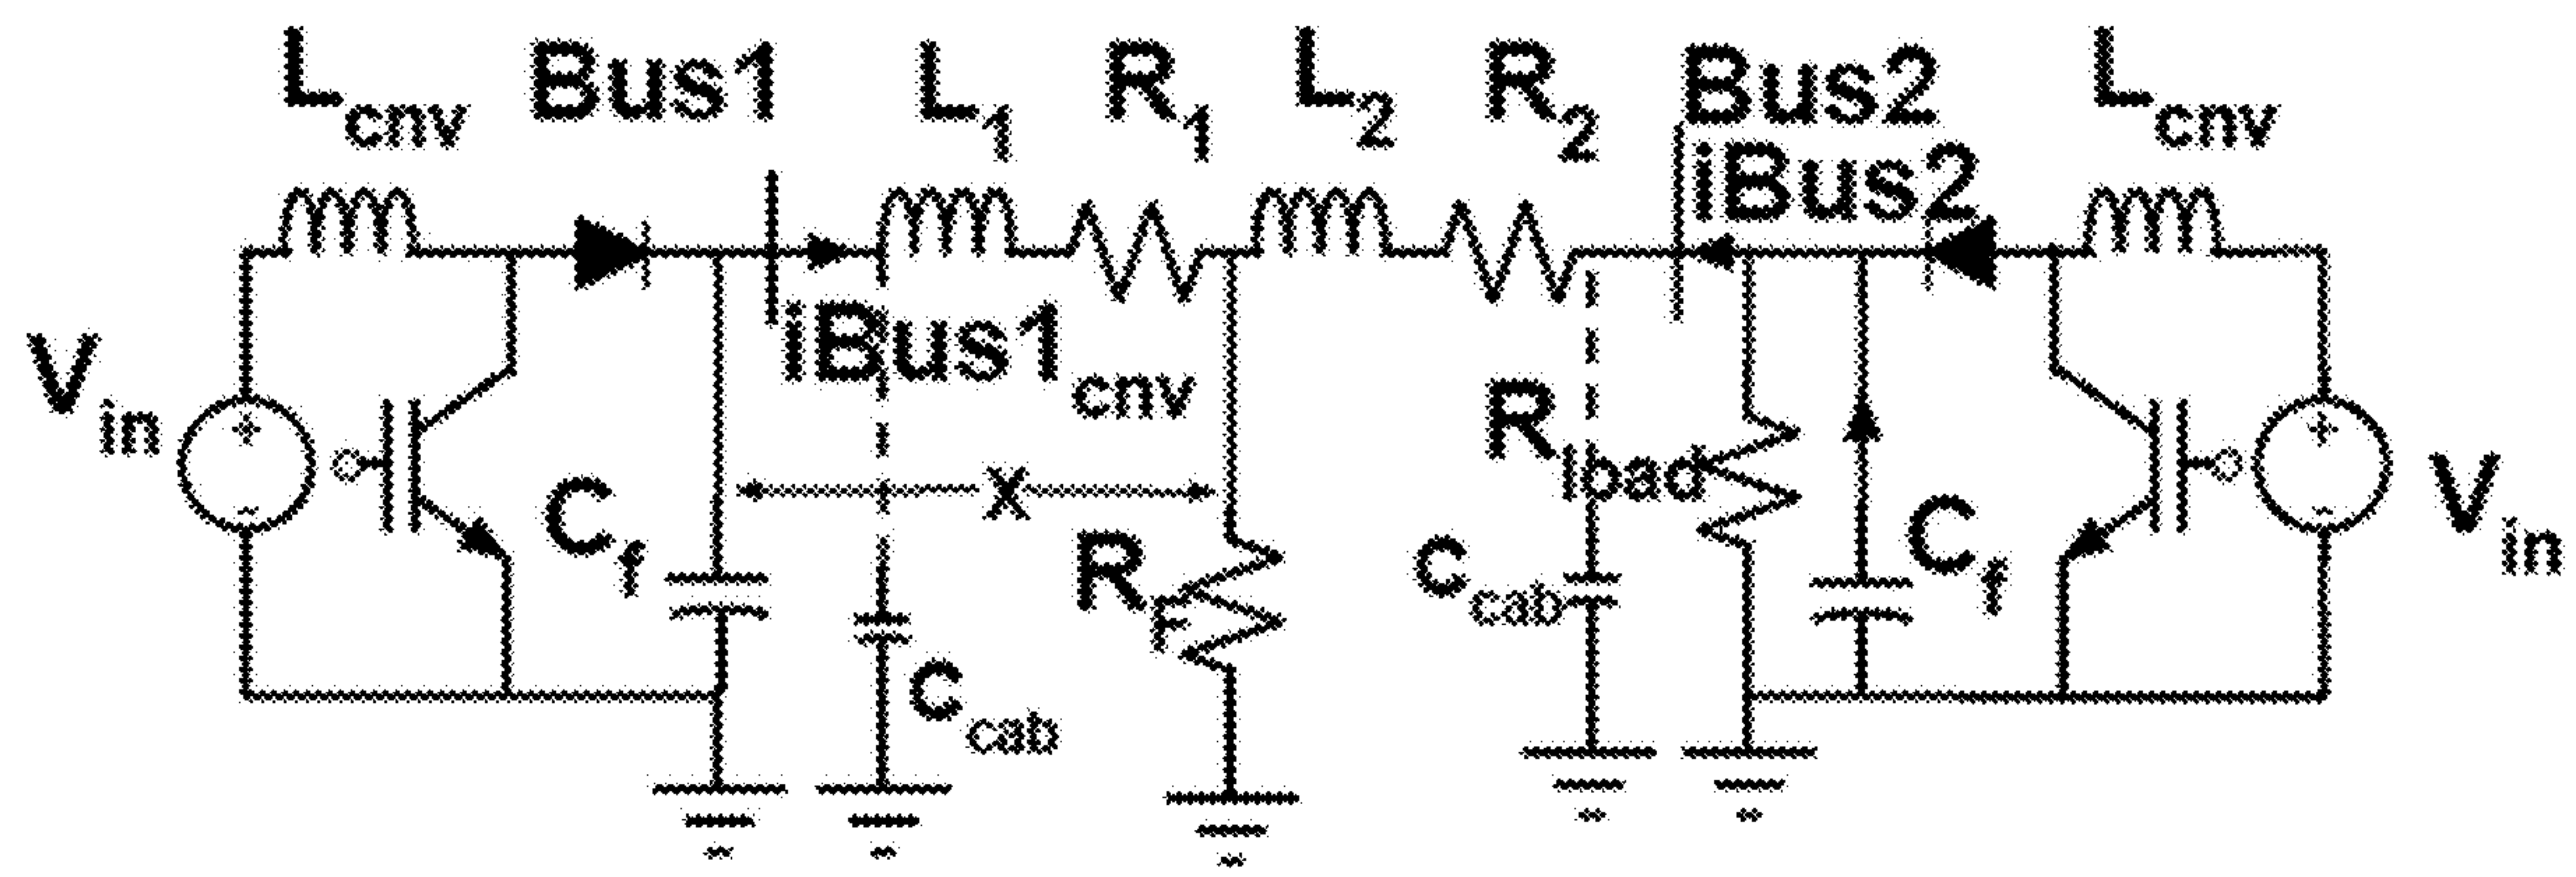 Lcnv Bus1 L1 R1 L2 R2 Bus2 Lcnv
iBus2
Vin + - Cf iBus1cnv X RF Rload Ccab Cf + - Vin
Ccab